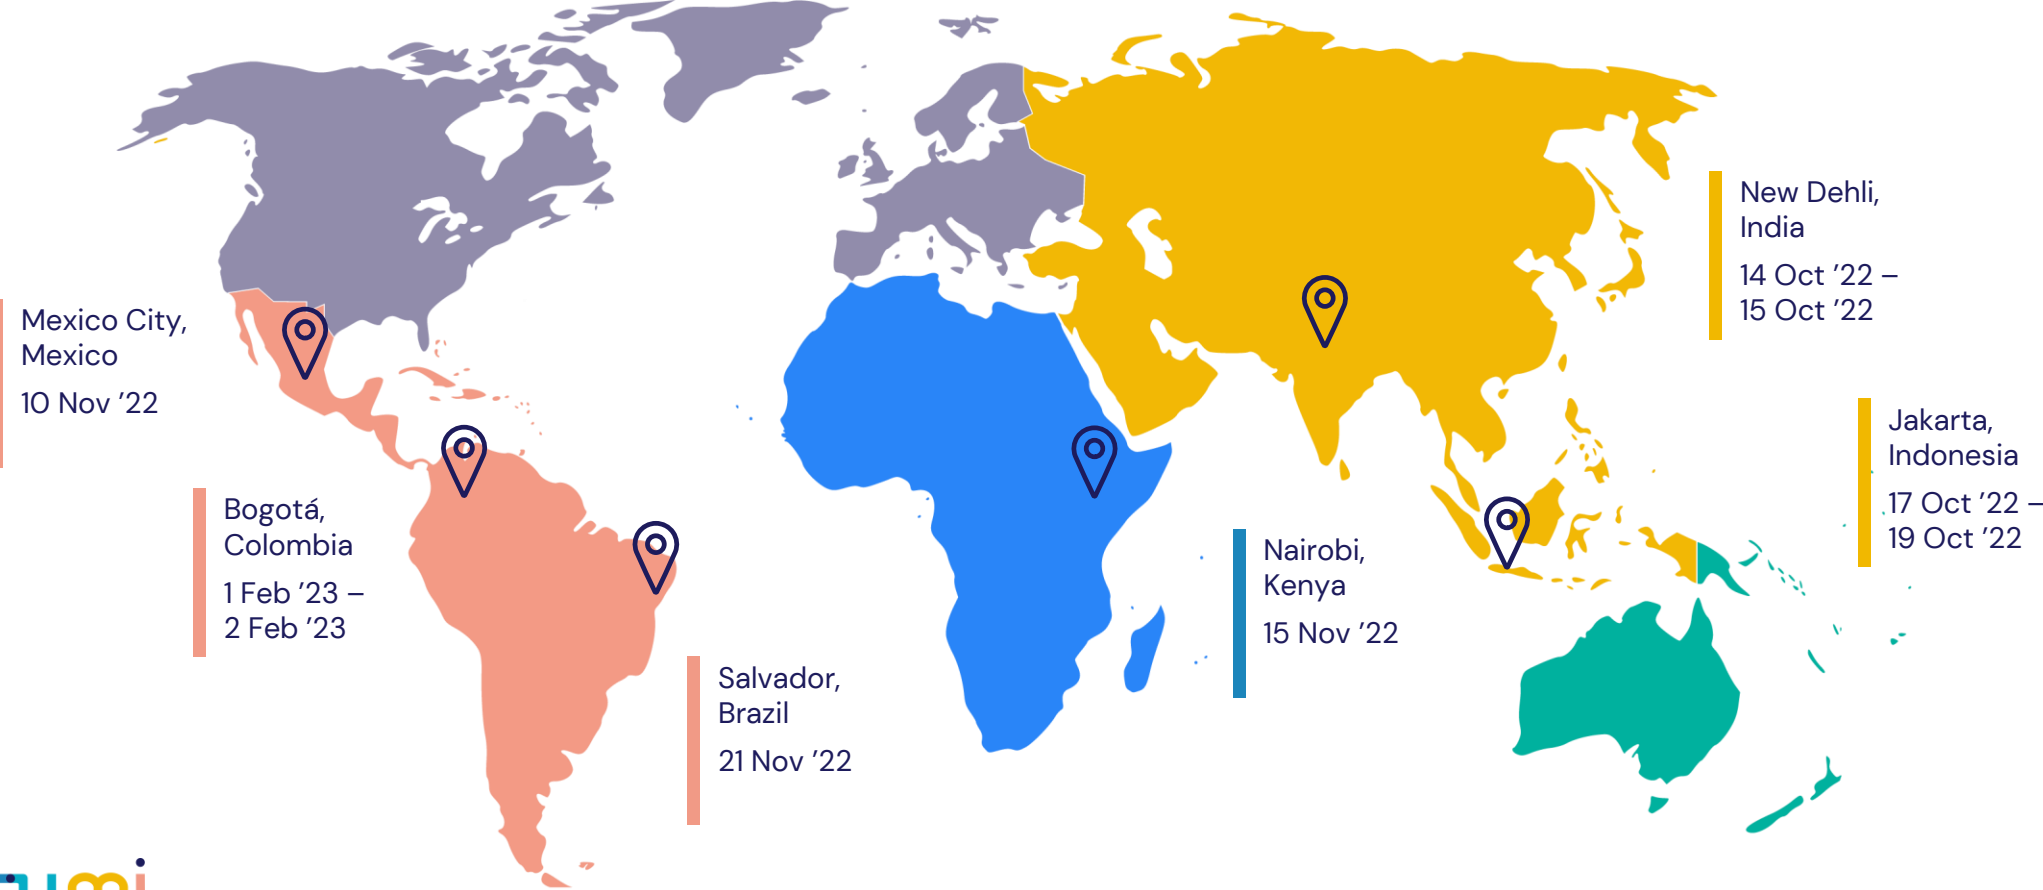 Mexico City,
Mexico
10 Nov ’22
Bogotá,
Colombia
1 Feb ’23 –
2 Feb ’23
Salvador,
Brazil
21 Nov ’22
Nairobi,
Kenya
15 Nov ’22
New Dehli,
India
14 Oct ’22 –
15 Oct ’22
Jakarta,
Indonesia
17 Oct ’22 –
19 Oct ’22